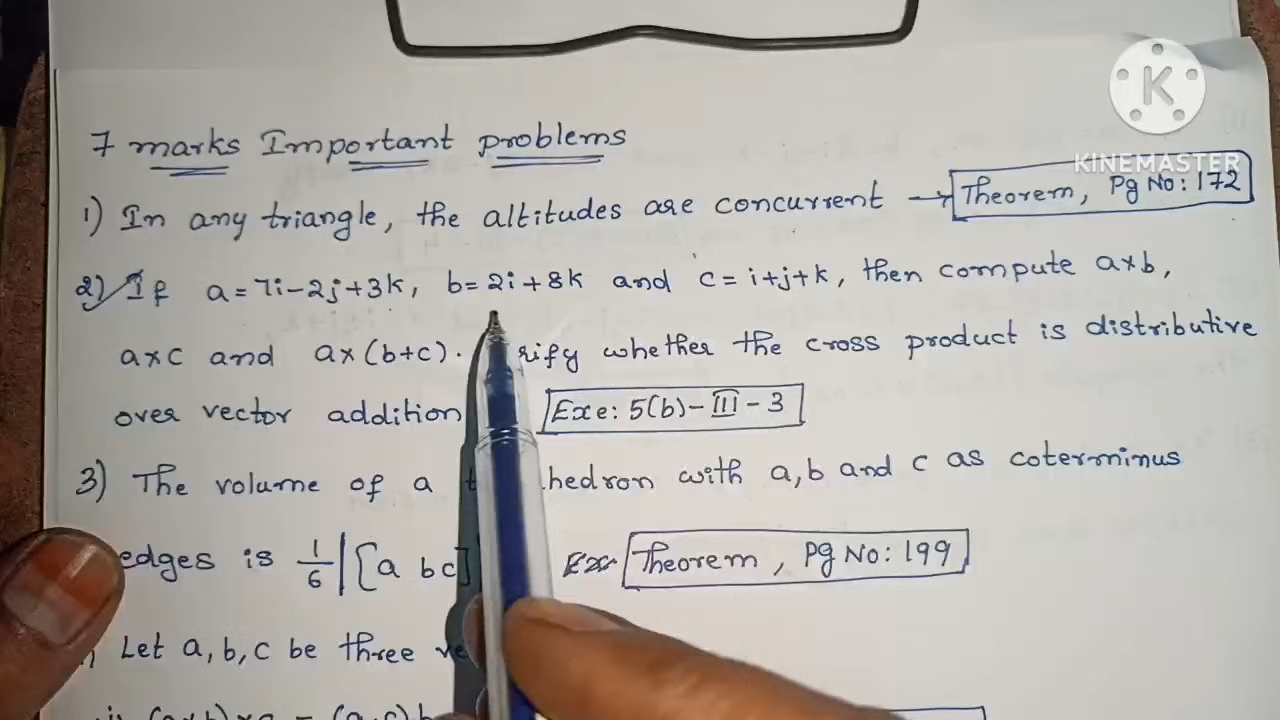 7 marks Important problems
K
KINEMASTER
1) In any triangle, the altitudes are concurrent → Theorem, Pg No: 172
2) If a = 7i - 2j + 3k, b = 2i + 8k and c = i + j + k, then compute a×b,
a×c and a×(b+c). whether the cross product is distributive
over vector addition Exe: 5(b) - III - 3
3) The volume of a with a, b and c as coterminus
edges is 1/6 |[a b c] Theorem, Pg No: 199
Let a, b, c be three